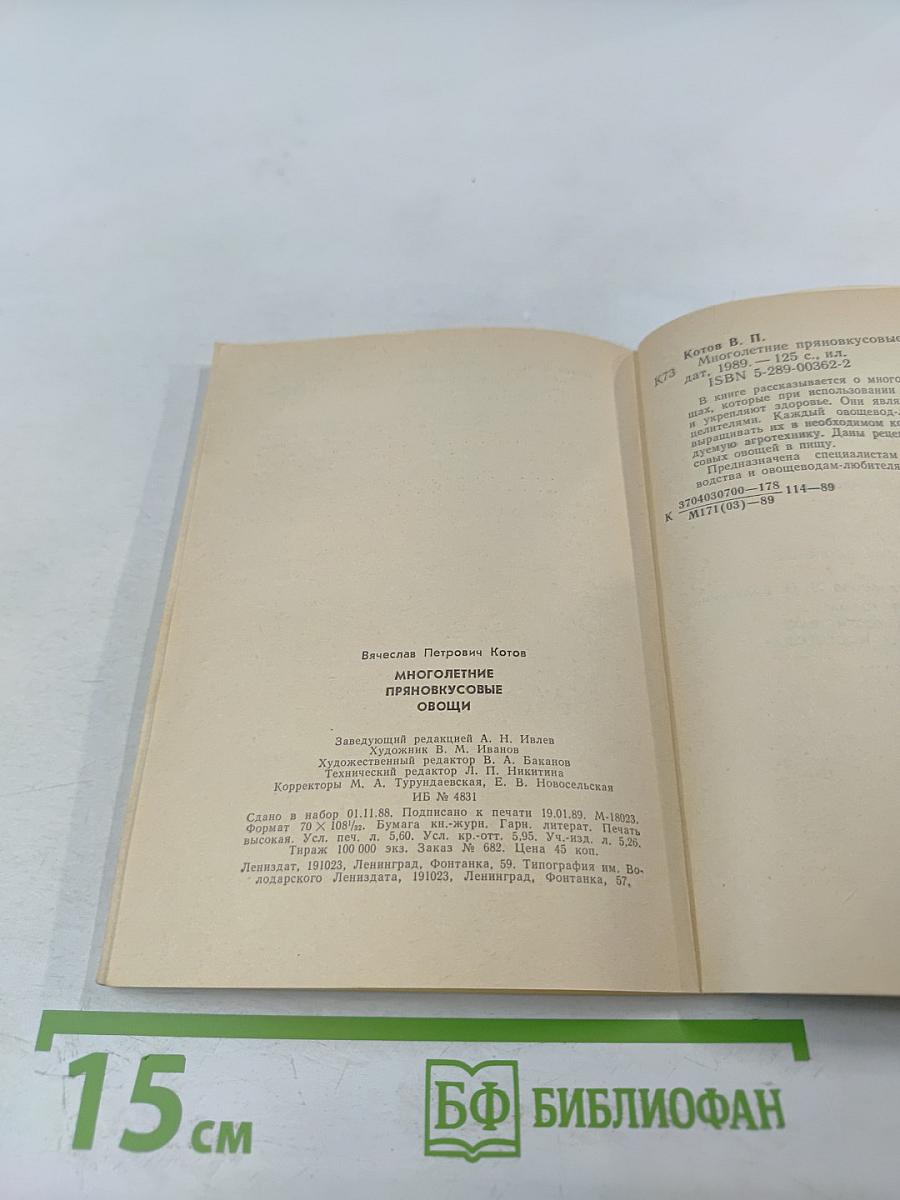 Вячеслав Петрович Котов
МНОГОЛЕТНИЕ
ПРЯНОВКУСОВЫЕ
ОВОЩИ
Заведующий редакцией А. Н. Ивлев
Художник В. М. Иванов
Художественный редактор В. А. Баканов
Технический редактор Л. П. Никитина
Корректоры М. А. Турундаевская, Е. В. Новосельская
ИБ № 4831
Сдано в набор 01.11.88. Подписано к печати 19.01.89. М-18023.
Формат 70 × 108 1/32. Бумага кн.-журн. Гарн. литерат. Печать
высокая. Усл. печ. л. 5,60. Усл. кр.-отт. 5,95. Уч.-изд. л. 5,26.
Тираж 100 000 экз. Заказ № 682. Цена 45 коп.
Лениздат, 191023, Ленинград, Фонтанка, 59. Типография им. Во-
лодарского Лениздата, 191023, Ленинград, Фонтанка, 57.
Котов В. П.
К73 Многолетние пряновкусовые
дат, 1989. — 125 с., ил.
ISBN 5-289-00362-2
В книге рассказывается о много
щах, которые при использовании
и укрепляют здоровье. Они явля
целителями. Каждый овощевод-
выращивать их в необходимом к
дуемую агротехнику. Даны реце
совых овощей в пищу.
Предназначена специалистам
водства и овощеводам-любителя
К 3704030700—178 / М171(03)—89 114—89
15 см
БФ БИБЛИОФАН